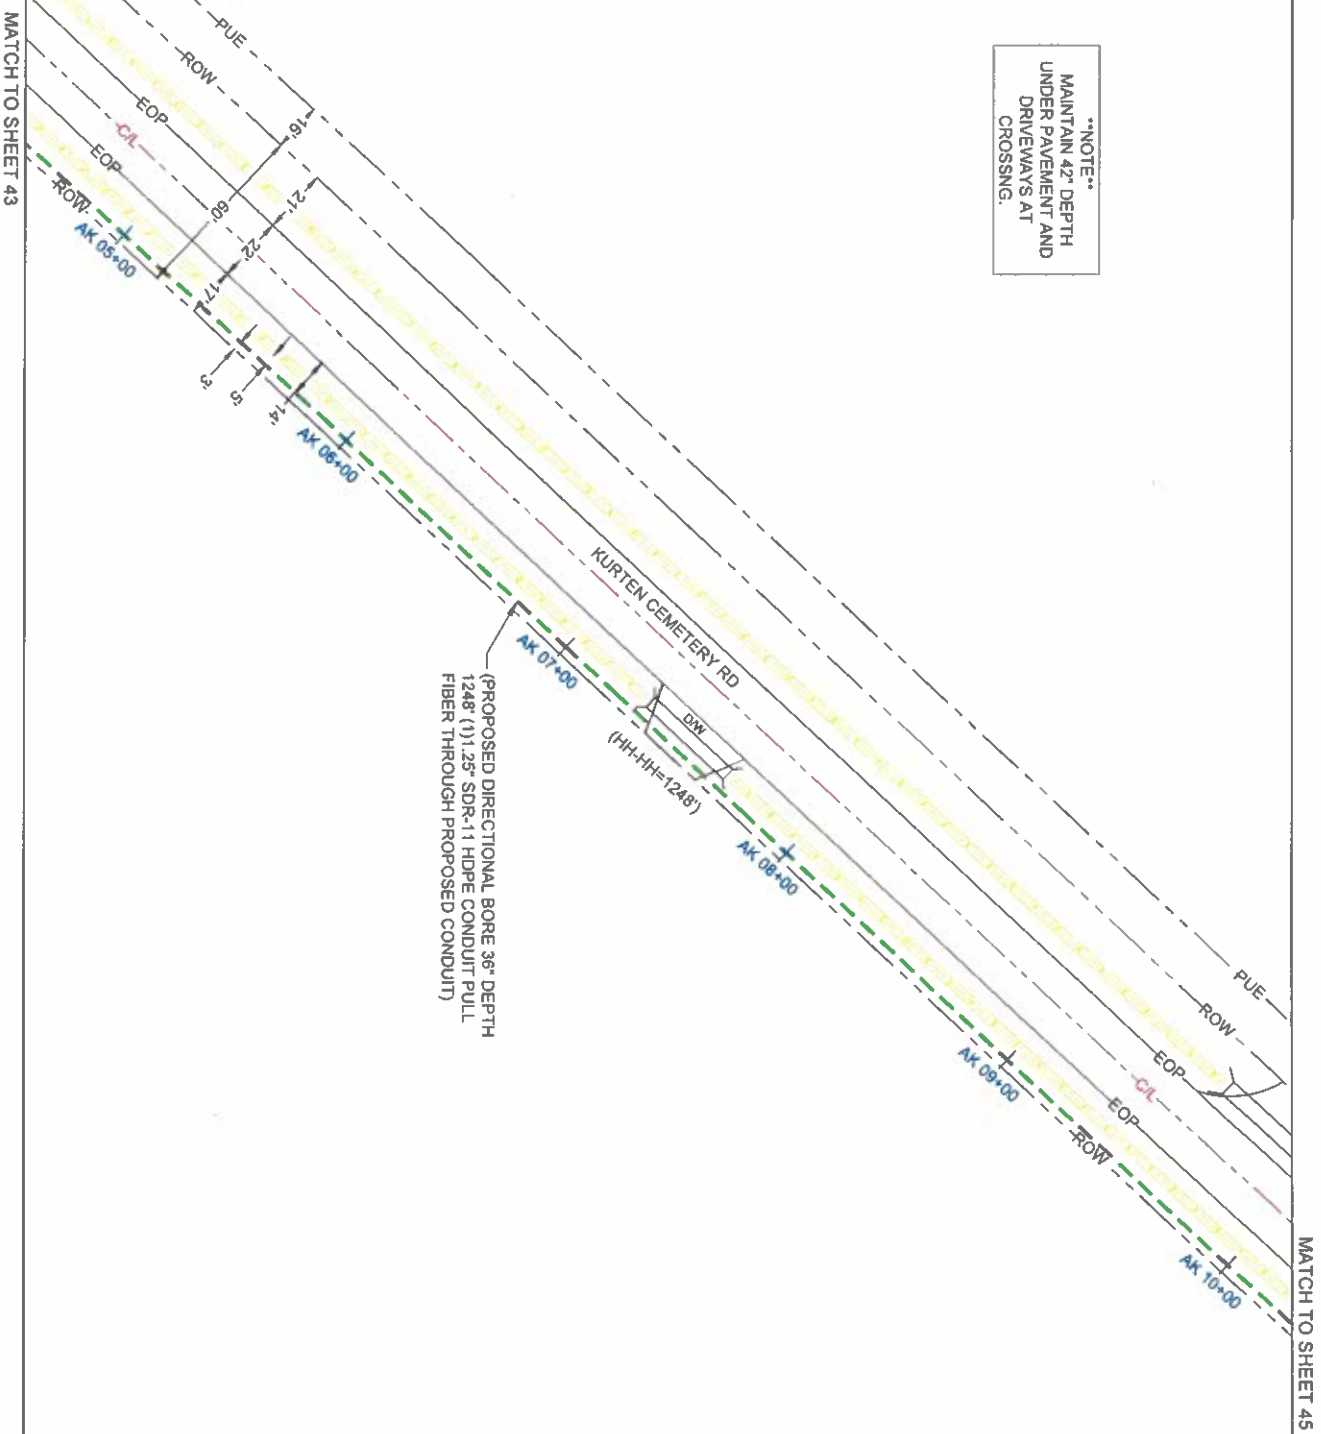 MATCH TO SHEET 43
MATCH TO SHEET 45
**NOTE**
MAINTAIN 42" DEPTH
UNDER PAVEMENT AND
DRIVEWAYS AT
CROSSNG.
PUE
ROW
EOP
C/L
EOP
ROW
16'
60'
21'
22'
17'
3'
5'
14'
AK 05+00
AK 06+00
AK 07+00
AK 08+00
AK 09+00
AK 10+00
KURTEN CEMETERY RD
D/W
(HH-HH=1248')
(PROPOSED DIRECTIONAL BORE 36" DEPTH
1248' (1)1.25" SDR-11 HDPE CONDUIT PULL
FIBER THROUGH PROPOSED CONDUIT)
PUE
ROW
EOP
C/L
EOP
ROW